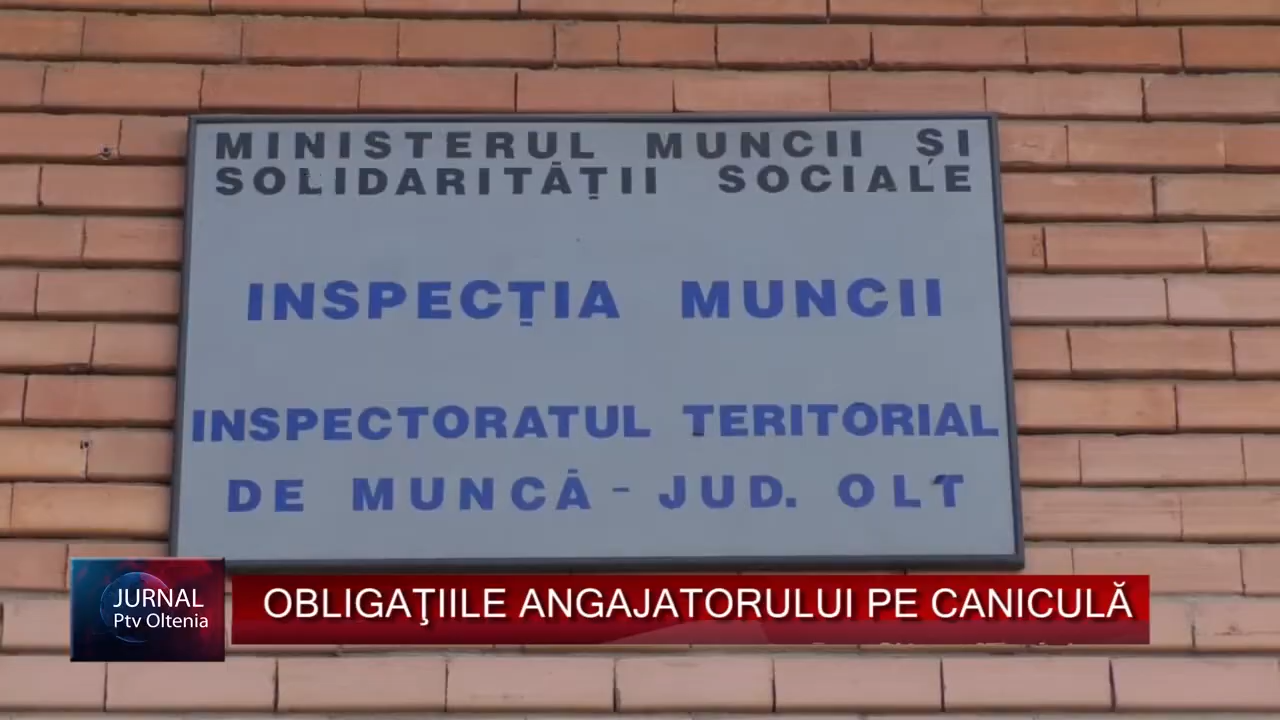 MINISTERUL MUNCII ȘI
SOLIDARITĂȚII SOCIALE
INSPECȚIA MUNCII
INSPECTORATUL TERITORIAL
DE MUNCĂ - JUD. OLT
JURNAL
Ptv Oltenia
OBLIGAŢIILE ANGAJATORULUI PE CANICULĂ